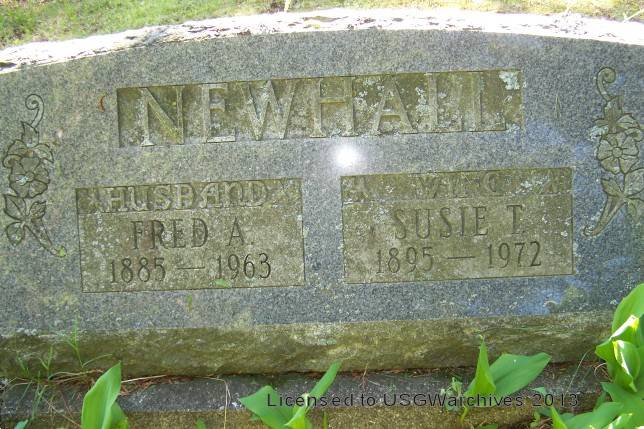 NEWHALL
HUSBAND
FRED A.
1885 — 1963
WIFE
SUSIE T.
1895 — 1972
Licensed to USGWarchives 2013